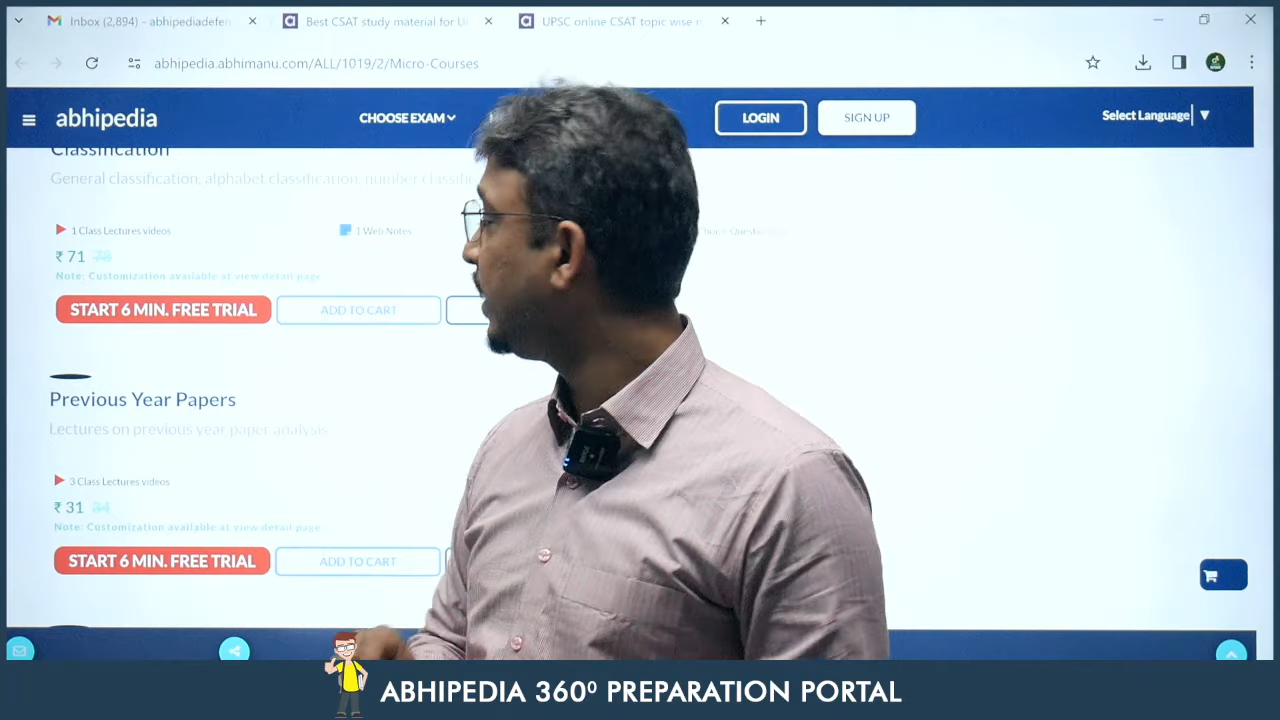 Inbox (2,894) - abhipediadefen
Best CSAT study material for U
UPSC online CSAT topic wise
abhipedia.abhimanu.com/ALL/1019/2/Micro-Courses
abhipedia
CHOOSE EXAM
LOGIN
SIGN UP
Select Language
Classification
General classification, alphabet classification, number classific
1 Class Lectures videos
1 Web Notes
Choice Questions
₹ 71 78
Note: Customization available at view detail page
START 6 MIN. FREE TRIAL
ADD TO CART
Previous Year Papers
Lectures on previous year paper analysis
3 Class Lectures videos
₹ 31 34
Note: Customization available at view detail page
START 6 MIN. FREE TRIAL
ADD TO CART
ABHIPEDIA 360⁰ PREPARATION PORTAL